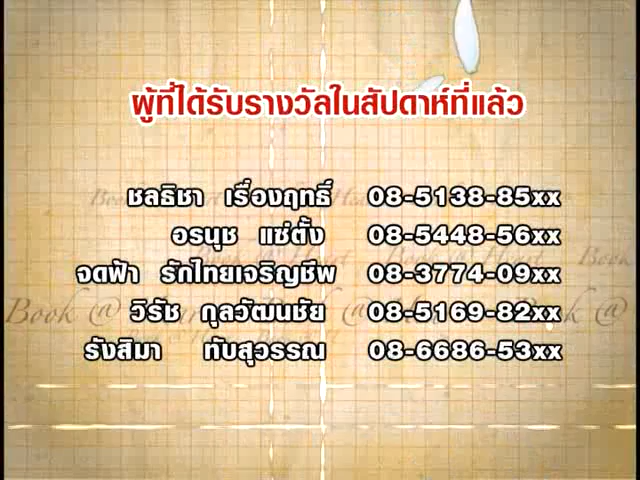 ผู้ที่ได้รับรางวัลในสัปดาห์ที่แล้ว
ชลธิชา เรื่องฤทธิ์ 08-5138-85xx
อรนุช แซ่ตั้ง 08-5448-56xx
จดฟ้า รักไทยเจริญชีพ 08-3774-09xx
วิรัช กุลวัฒนชัย 08-5169-82xx
รังสิมา ทับสุวรรณ 08-6686-53xx